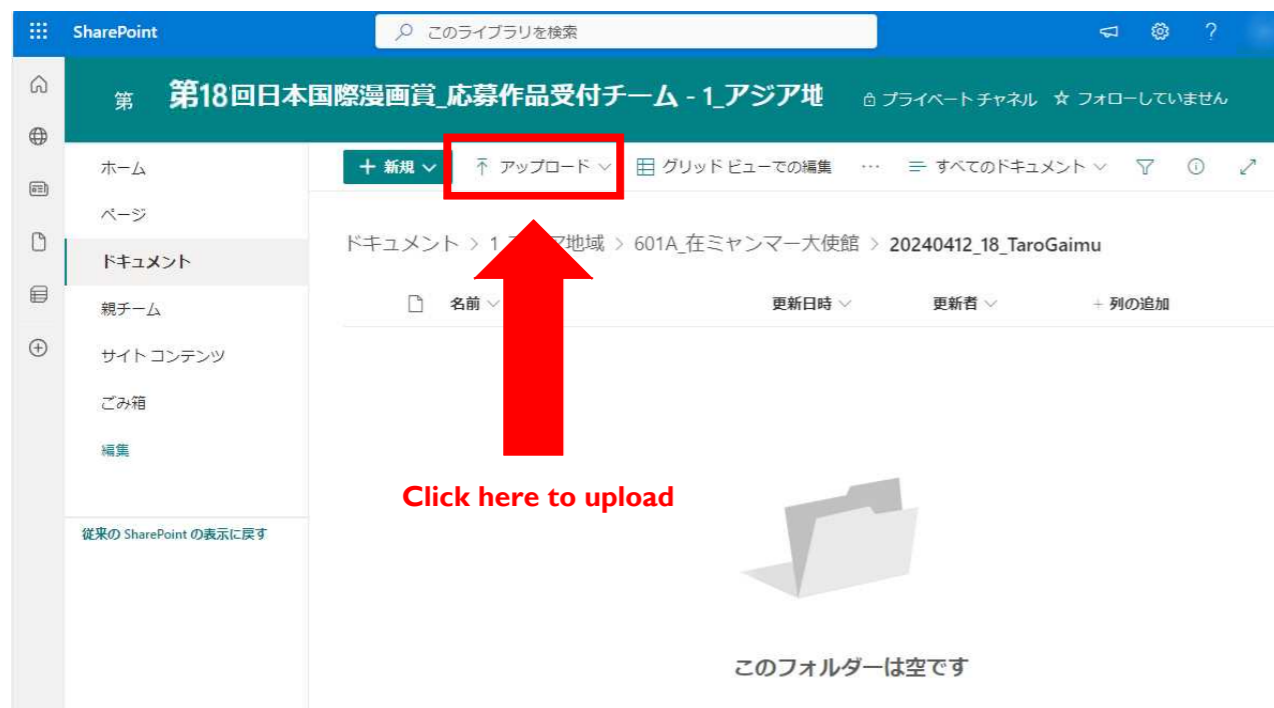 SharePoint
このライブラリを検索
?
第
第18回日本国際漫画賞_応募作品受付チーム - 1_アジア地
プライベート チャネル
フォローしていません
ホーム
ページ
ドキュメント
親チーム
サイト コンテンツ
ごみ箱
編集
従来の SharePoint の表示に戻す
+ 新規
アップロード
グリッド ビューでの編集
···
すべてのドキュメント
ドキュメント > 1 ア地域 > 601A_在ミャンマー大使館 > 20240412_18_TaroGaimu
名前
更新日時
更新者
+ 列の追加
Click here to upload
このフォルダーは空です